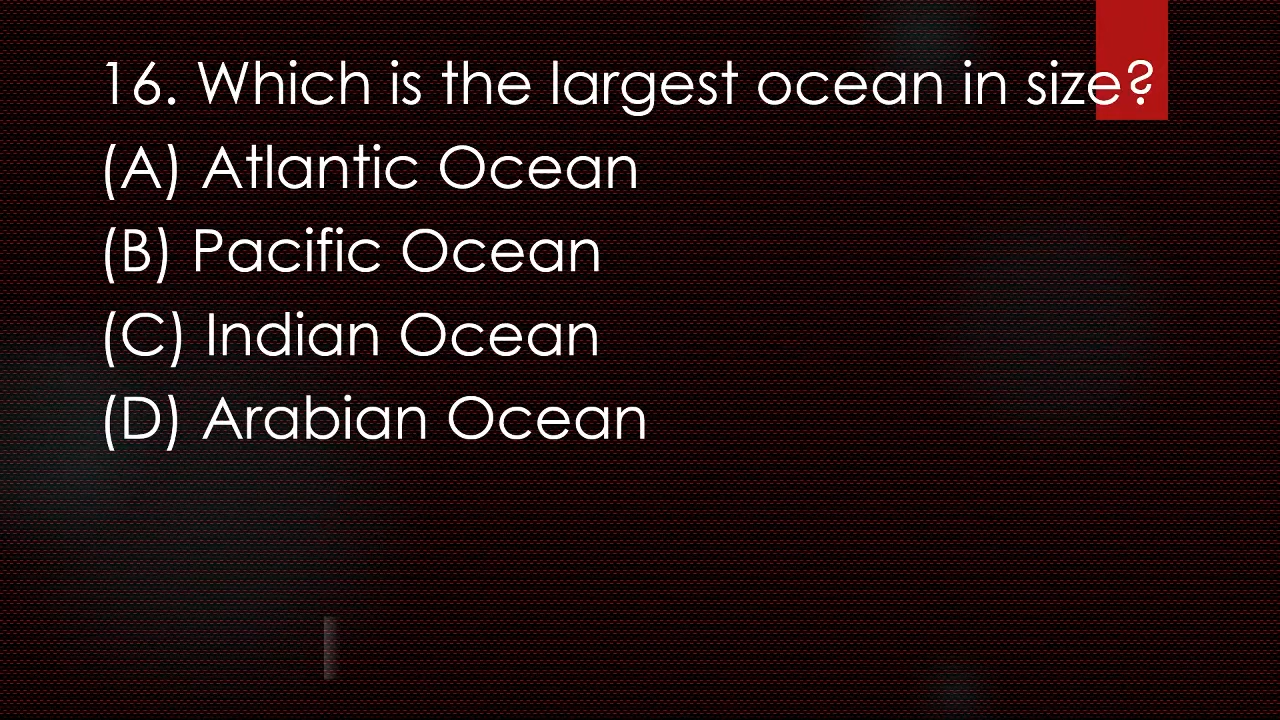 16. Which is the largest ocean in size?
(A) Atlantic Ocean
(B) Pacific Ocean
(C) Indian Ocean
(D) Arabian Ocean